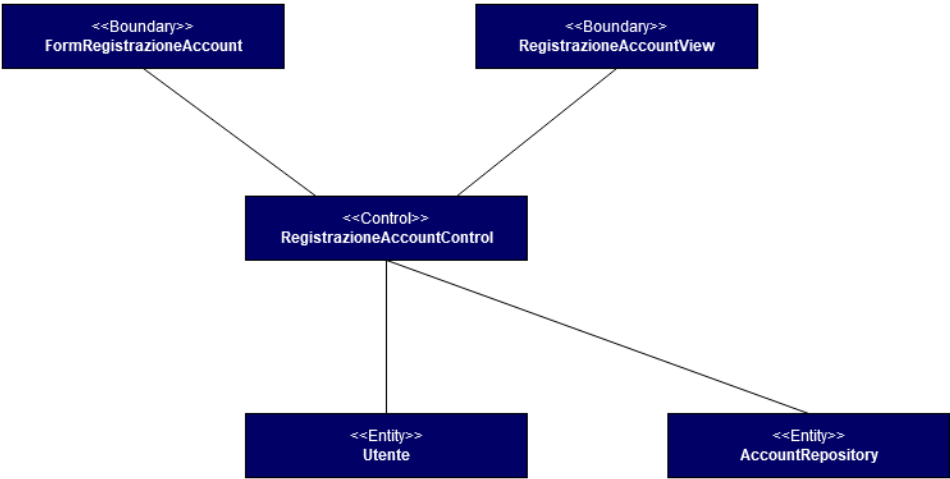 <<Boundary>>
FormRegistrazioneAccount
<<Boundary>>
RegistrazioneAccountView
<<Control>>
RegistrazioneAccountControl
<<Entity>>
Utente
<<Entity>>
AccountRepository